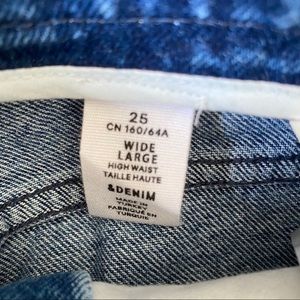 25
CN 160/64A
WIDE
LARGE
HIGH WAIST
TAILLE HAUTE
&DENIM
MADE IN
TURKEY
FABRIQUÉ EN
TURQUIE